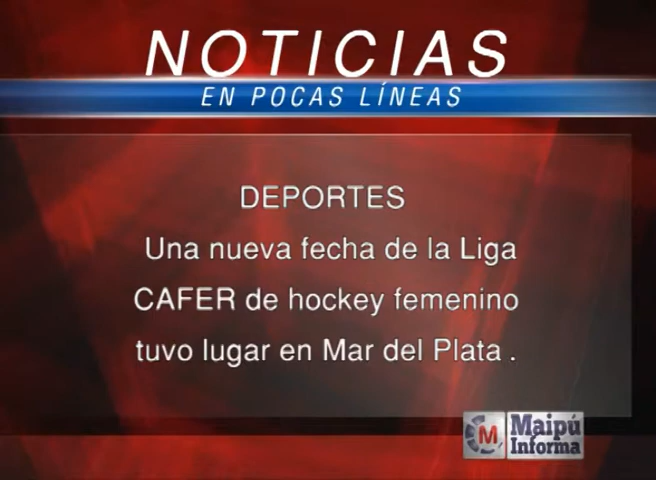 NOTICIAS
EN POCAS LÍNEAS
DEPORTES
Una nueva fecha de la Liga
CAFER de hockey femenino
tuvo lugar en Mar del Plata .
M Maipú
Informa